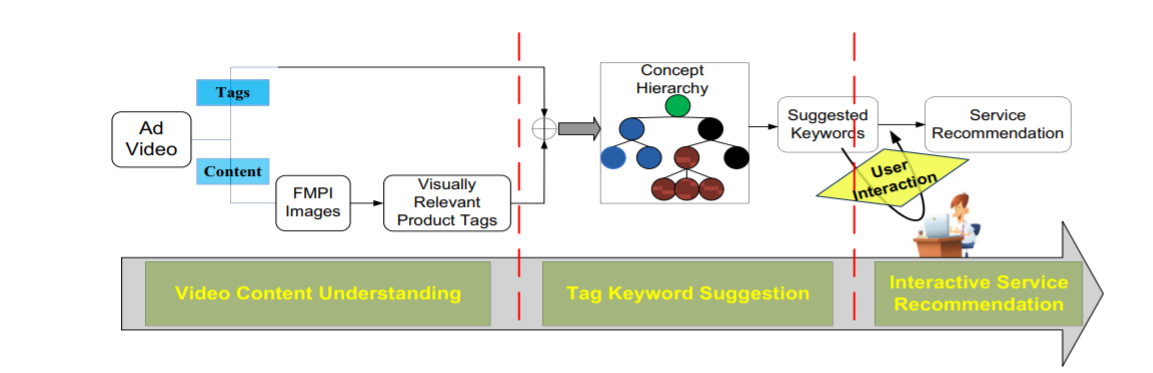 Ad
Video
Tags
Content
FMPI
Images
Visually
Relevant
Product Tags
Concept
Hierarchy
Suggested
Keywords
Service
Recommendation
User
Interaction
Video Content Understanding
Tag Keyword Suggestion
Interactive Service
Recommendation